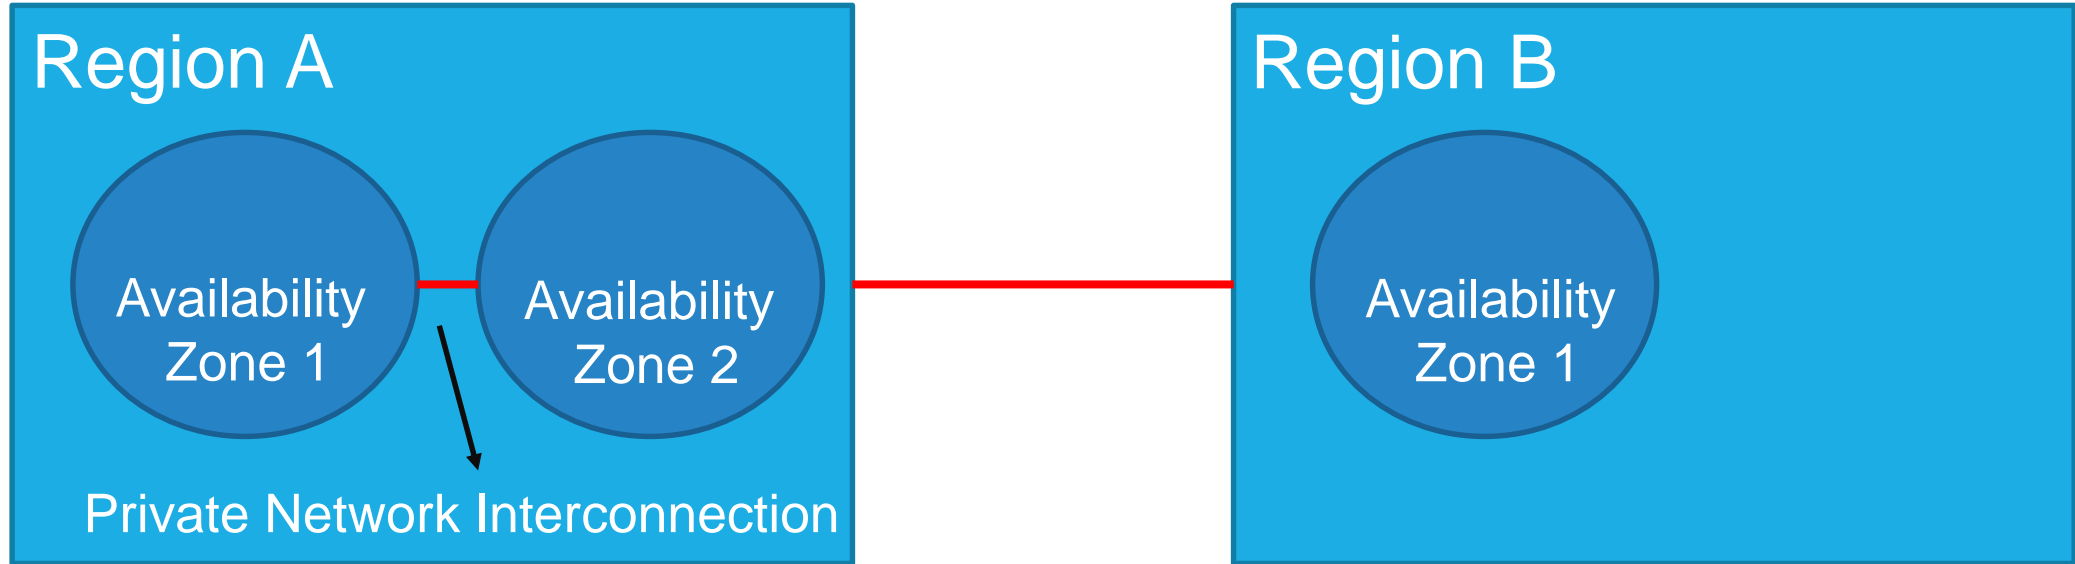 Region A
Region B
Availability
Zone 1
Availability
Zone 2
Availability
Zone 1
Private Network Interconnection